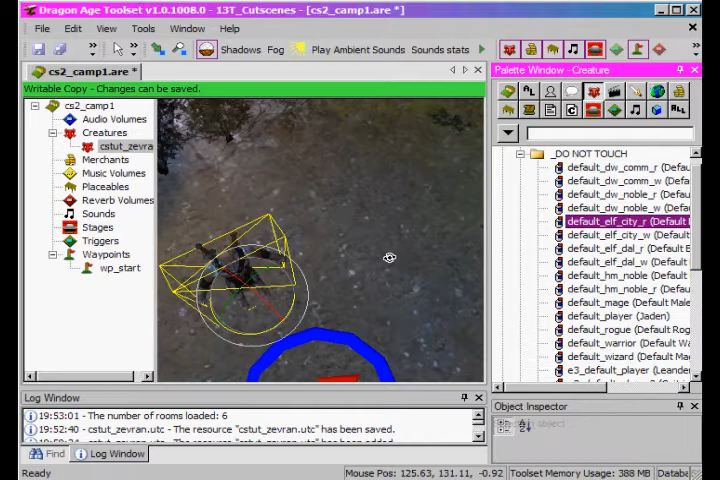 Dragon Age Toolset v1.0.1008.0 - 13T_Cutscenes - [cs2_camp1.are *]
File Edit View Tools Window Help
Shadows Fog Play Ambient Sounds Sounds stats
cs2_camp1.are *
Writable Copy - Changes can be saved.
cs2_camp1
Audio Volumes
Creatures
cstut_zevra
Merchants
Music Volumes
Placeables
Reverb Volumes
Sounds
Stages
Triggers
Waypoints
wp_start
Palette Window - Creature
_DO NOT TOUCH
default_dw_comm_r (Defau
default_dw_comm_w (Defa
default_dw_noble_r (Defau
default_dw_noble_w (Defa
default_elf_city_r (Default
default_elf_city_w (Defaul
default_elf_dal_r (Default E
default_elf_dal_w (Default
default_hm_noble (Default
default_hm_noble_r (Defau
default_mage (Default Male
default_player (Jaden)
default_rogue (Default Rog
default_warrior (Default W
default_wizard (Default Ma
e3_default_player (Leander
Log Window
19:53:01 - The number of rooms loaded: 6
19:52:40 - cstut_zevran.utc - The resource "cstut_zevran.utc" has been saved.
Find Log Window
Object Inspector
Ready
Mouse Pos: 125.63, 131.11, -0.92 Toolset Memory Usage: 388 MB Databa